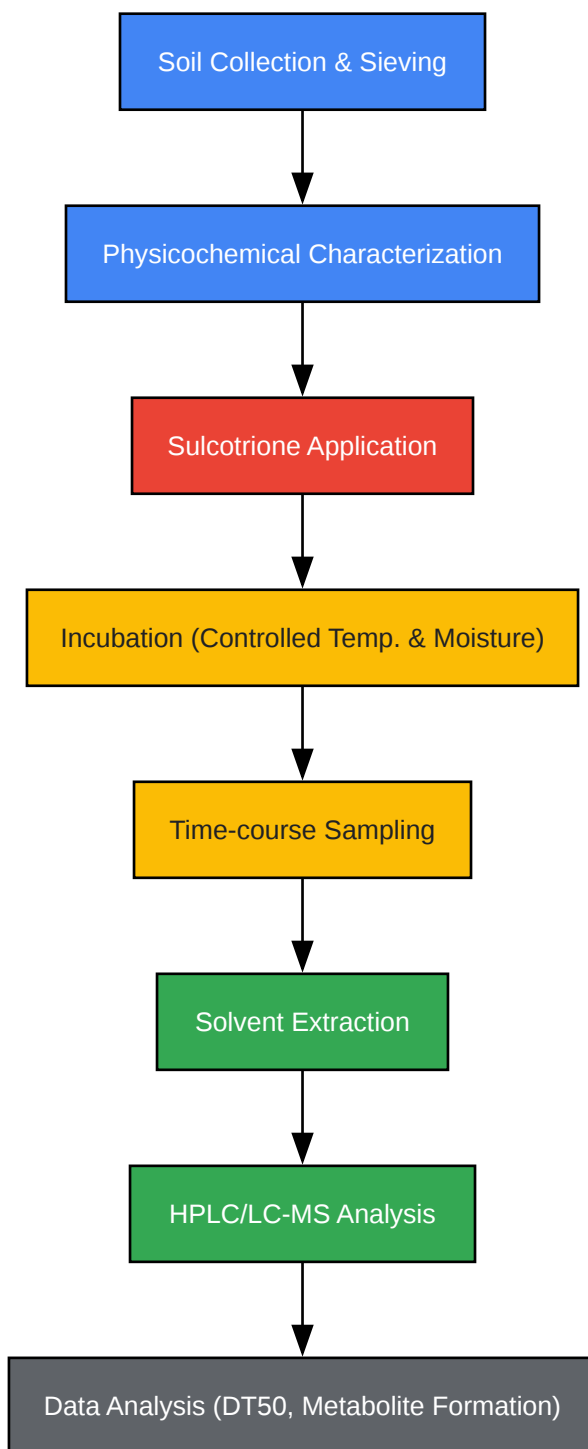 Soil Collection & Sieving
Physicochemical Characterization
Sulcotrione Application
Incubation (Controlled Temp. & Moisture)
Time-course Sampling
Solvent Extraction
HPLC/LC-MS Analysis
Data Analysis (DT50, Metabolite Formation)